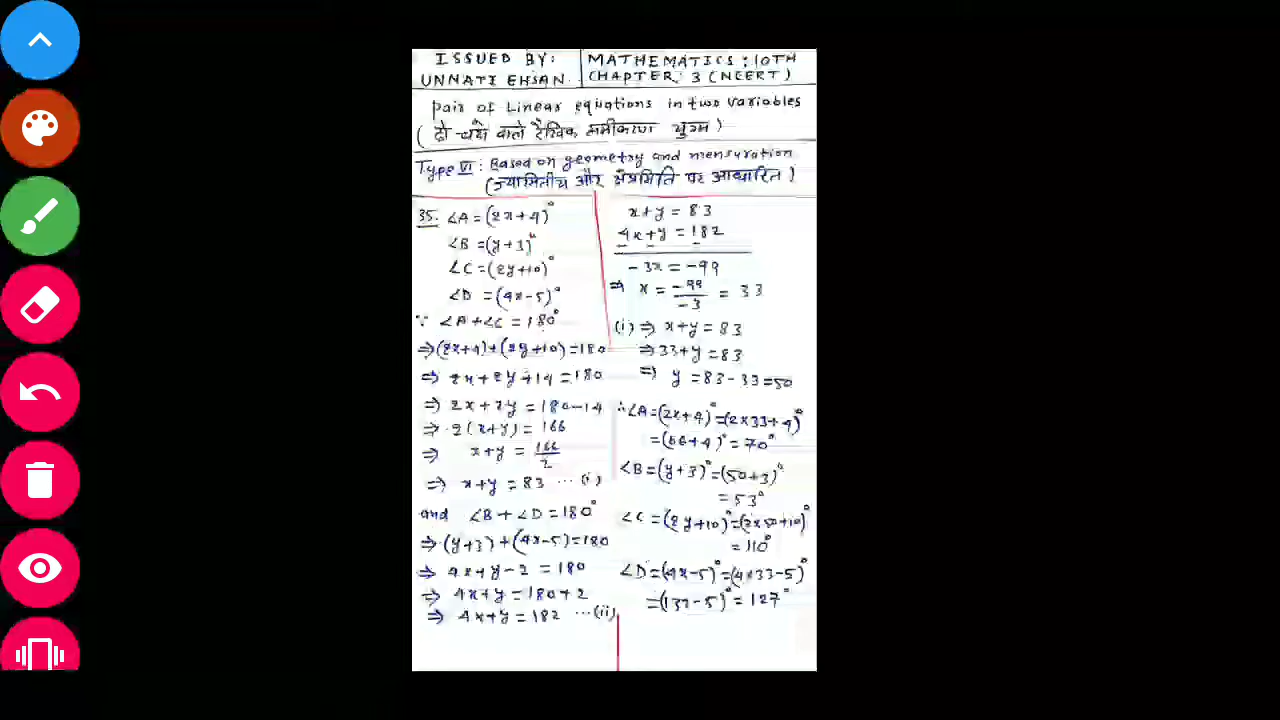 ISSUED BY:
UNNATI EHSAN.
MATHEMATICS: 10TH
CHAPTER: 3 (NCERT)
Pair of Linear equations in two variables
(दो चरों वाले रैखिक समीकरण युग्म)
Type VI: Based on geometry and mensuration
(ज्यामितीय और क्षेत्रमिति पर आधारित)
35. ∠A=(2x+4)°
∠B=(y+3)°
∠C=(2y+10)°
∠D=(4x-5)°
∵ ∠A+∠C=180°
⇒(2x+4)+(2y+10)=180
⇒ 2x+2y+14=180
⇒ 2x+2y=180-14
⇒ 2(x+y)=166
⇒ x+y=166/2
⇒ x+y=83 ...(i)
and ∠B+∠D=180°
⇒(y+3)+(4x-5)=180
⇒ 4x+y-2=180
⇒ 4x+y=180+2
⇒ 4x+y=182 ...(ii)
x+y=83
4x+y=182
- - -
-3x=-99
⇒ x=-99/-3=33
(i)⇒ x+y=83
⇒33+y=83
⇒ y=83-33=50
∴∠A=(2x+4)°=(2×33+4)°
=(66+4)°=70°
∠B=(y+3)°=(50+3)°
=53°
∠C=(2y+10)°=(2×50+10)°
=110°
∠D=(4x-5)°=(4×33-5)°
=(132-5)°=127°